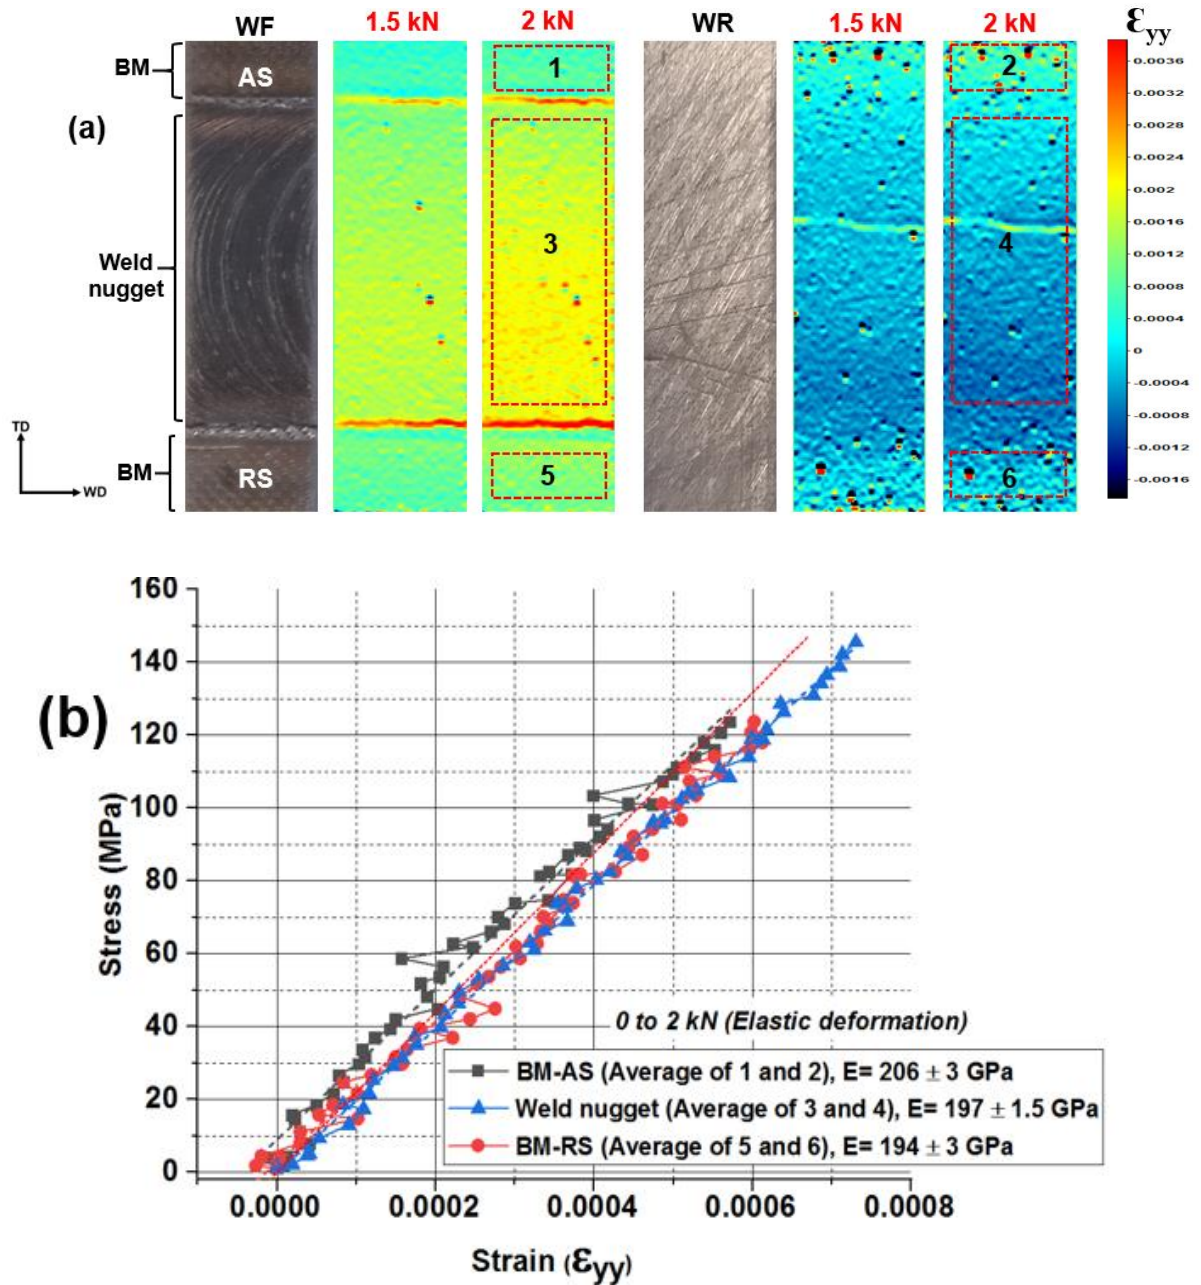 WF 1.5 kN 2 kN WR 1.5 kN 2 kN εyy
BM AS 1 2
(a)
Weld
nugget
3 4
BM RS 5 6
TD
WD
0.0036
0.0032
0.0028
0.0024
0.002
0.0016
0.0012
0.0008
0.0004
0
-0.0004
-0.0008
-0.0012
-0.0016
(b)
160
140
120
100
80
60
40
20
0
Stress (MPa)
0 to 2 kN (Elastic deformation)
BM-AS (Average of 1 and 2), E= 206 ± 3 GPa
Weld nugget (Average of 3 and 4), E= 197 ± 1.5 GPa
BM-RS (Average of 5 and 6), E= 194 ± 3 GPa
0.0000 0.0002 0.0004 0.0006 0.0008
Strain (εyy)